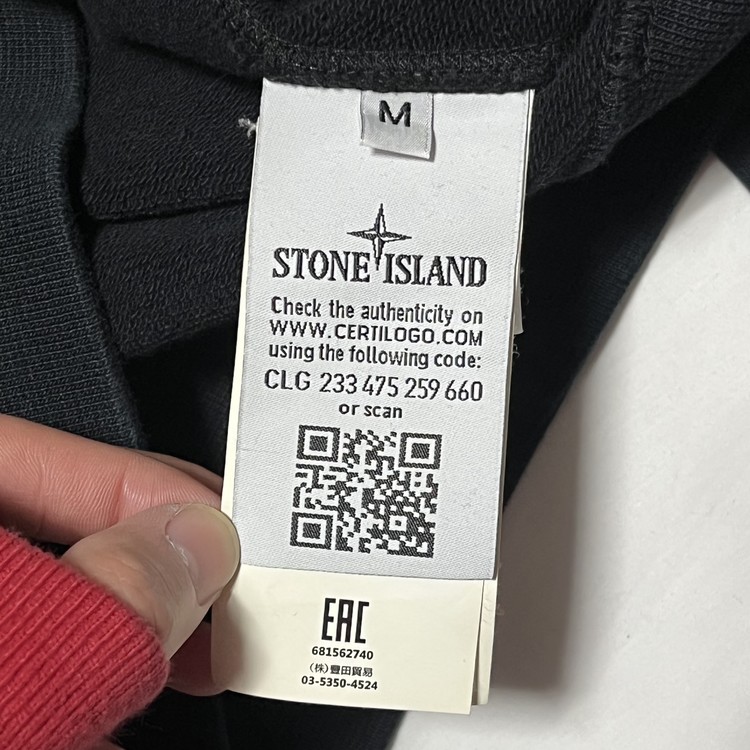 M
STONE ISLAND
Check the authenticity on
WWW.CERTILOGO.COM
using the following code:
CLG 233 475 259 660
or scan
EAC
681562740
(株)豊田貿易
03-5350-4524